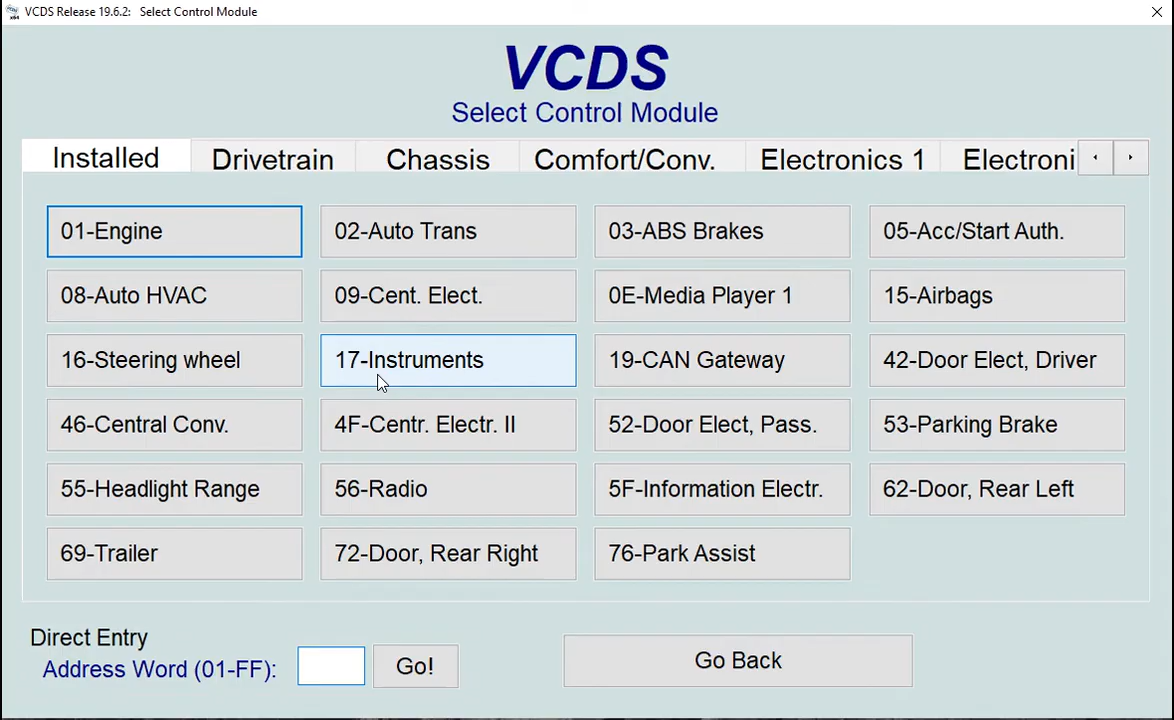 VCDS Release 19.6.2: Select Control Module
VCDS
Select Control Module
Installed Drivetrain Chassis Comfort/Conv. Electronics 1 Electroni
01-Engine 02-Auto Trans 03-ABS Brakes 05-Acc/Start Auth.
08-Auto HVAC 09-Cent. Elect. 0E-Media Player 1 15-Airbags
16-Steering wheel 17-Instruments 19-CAN Gateway 42-Door Elect, Driver
46-Central Conv. 4F-Centr. Electr. II 52-Door Elect, Pass. 53-Parking Brake
55-Headlight Range 56-Radio 5F-Information Electr. 62-Door, Rear Left
69-Trailer 72-Door, Rear Right 76-Park Assist
Direct Entry
Address Word (01-FF): Go! Go Back